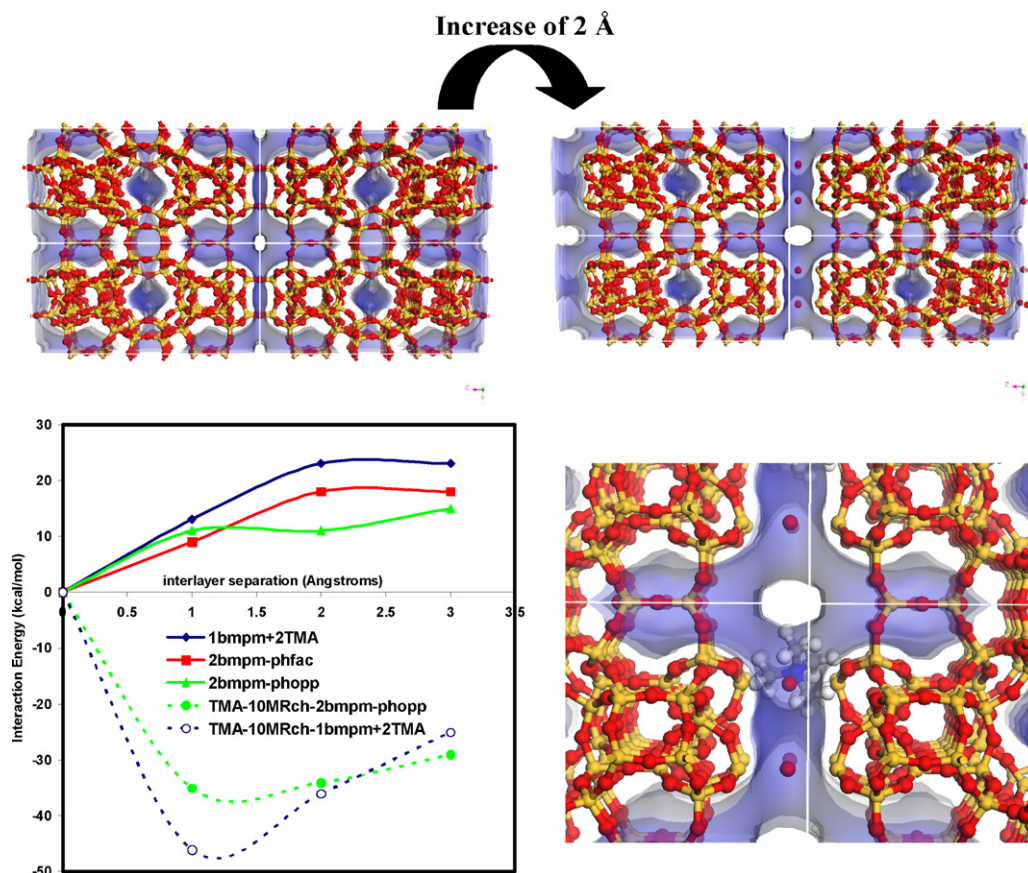 Increase of 2 Å
Z
Z
30
20
10
0
-10
-20
-30
-40
-50
Interaction Energy (kcal/mol)
interlayer separation (Angstroms)
0.5
1
1.5
2
2.5
3
3.5
1bmpm+2TMA
2bmpm-phfac
2bmpm-phopp
TMA-10MRch-2bmpm-phopp
TMA-10MRch-1bmpm+2TMA